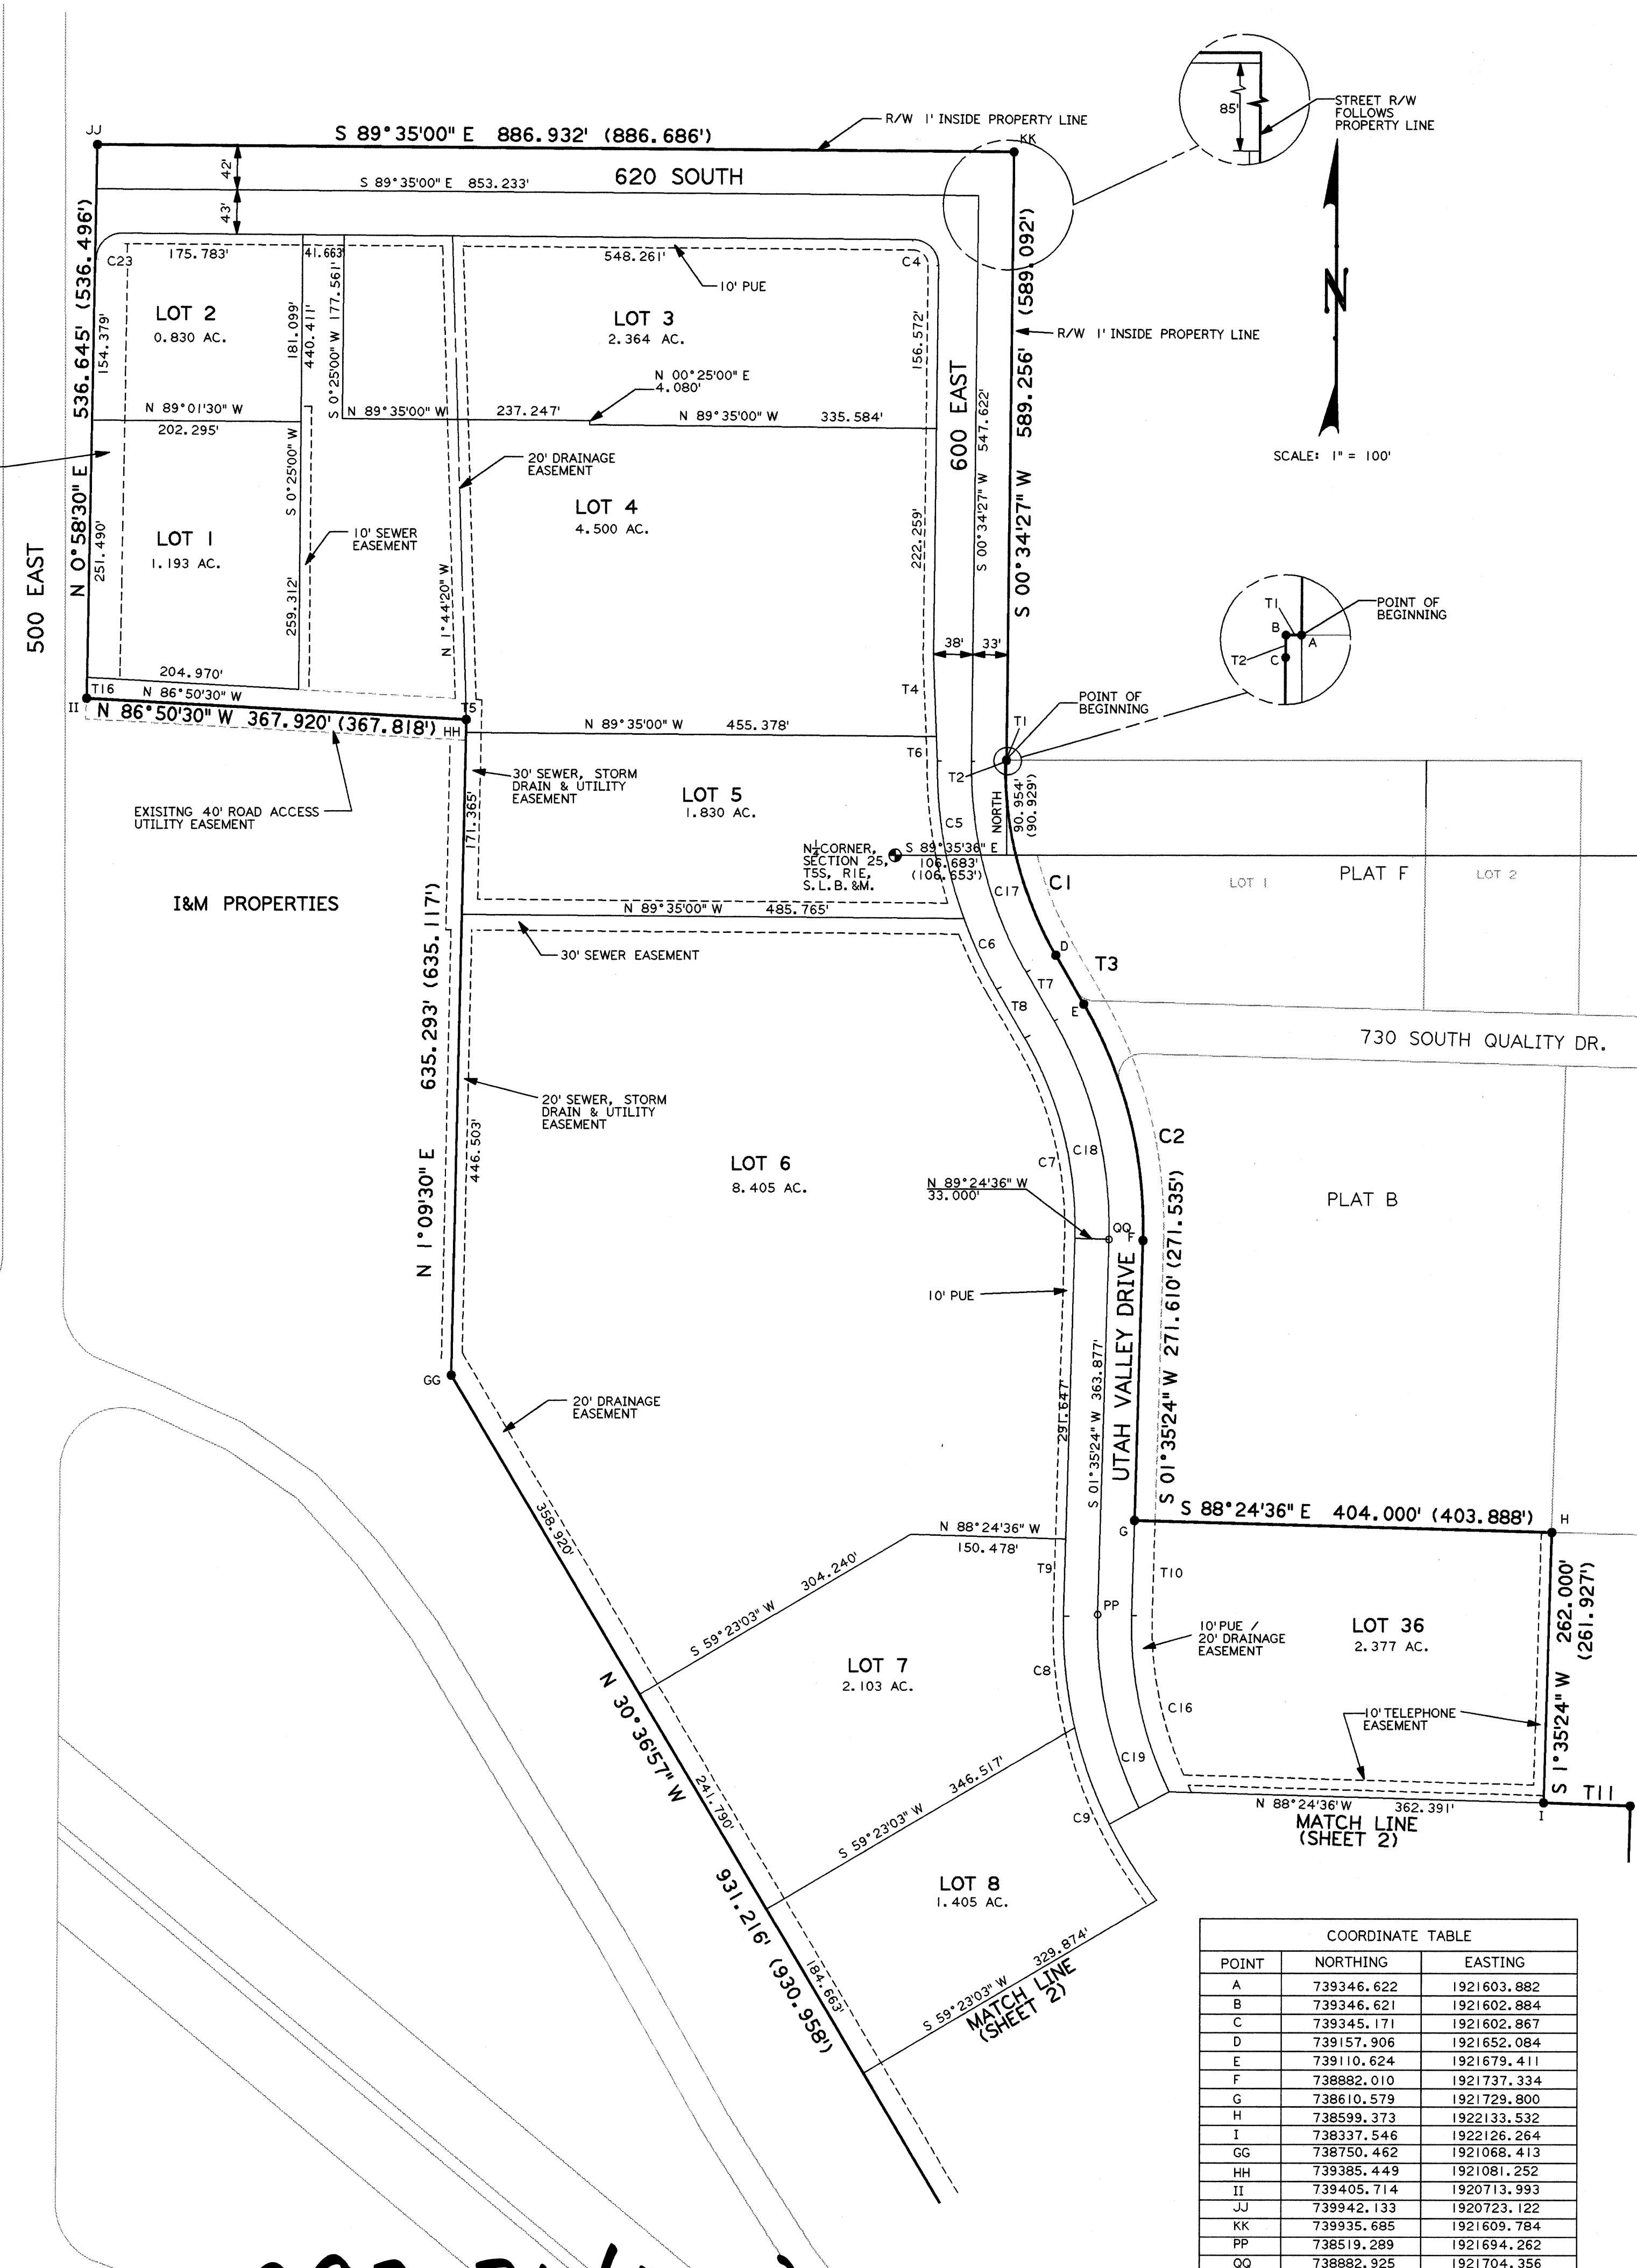 85'
STREET R/W
FOLLOWS
PROPERTY LINE
JJ
S 89°35'00" E 886.932' (886.686')
R/W 1' INSIDE PROPERTY LINE
KK
42'
S 89°35'00" E 853.233'
620 SOUTH
43'
N 0°58'30" E 536.645' (536.496')
C23
175.783'
41.663'
548.261'
C4
10' PUE
S 00°34'27" W 589.256' (589.092')
R/W 1' INSIDE PROPERTY LINE
N
SCALE: 1" = 100'
LOT 2
0.830 AC.
154.379'
181.099'
440.411'
S 0°25'00" W 177.561'
LOT 3
2.364 AC.
156.572'
N 00°25'00" E
4.080'
N 89°01'30" W
202.295'
N 89°35'00" W 237.247'
N 89°35'00" W 335.584'
600 EAST
S 00°34'27" W 547.622'
S 0°25'00" W
259.312'
20' DRAINAGE
EASEMENT
LOT 4
4.500 AC.
222.259'
LOT 1
1.193 AC.
251.490'
10' SEWER
EASEMENT
500 EAST
N 1°44'20" W
38'
33'
T1
B
A
T2
C
POINT OF
BEGINNING
204.970'
T16
N 86°50'30" W
II
N 86°50'30" W 367.920' (367.818')
T5
HH
T4
POINT OF
BEGINNING
T1
N 89°35'00" W 455.378'
T6
T2
30' SEWER, STORM
DRAIN & UTILITY
EASEMENT
LOT 5
1.830 AC.
EXISITNG 40' ROAD ACCESS
UTILITY EASEMENT
171.365'
C5
NORTH
90.954'
(90.929')
N¼CORNER,
SECTION 25,
T5S, R1E,
S.L.B.&M.
S 89°35'36" E
106.683'
(106.653')
C17
C1
LOT 1
PLAT F
LOT 2
I&M PROPERTIES
N 89°35'00" W 485.765'
C6
D
30' SEWER EASEMENT
T3
T7
T8
E
N 1°09'30" E 635.293' (635.117')
730 SOUTH QUALITY DR.
20' SEWER, STORM
DRAIN & UTILITY
EASEMENT
446.503'
LOT 6
8.405 AC.
C7
C18
C2
N 89°24'36" W
33.000'
PLAT B
QQ
F
10' PUE
UTAH VALLEY DRIVE
S 01°35'24" W 271.610' (271.535')
S 01°35'24" W 363.877'
291.647'
GG
20' DRAINAGE
EASEMENT
358.920'
N 88°24'36" W
150.478'
G
S 88°24'36" E 404.000' (403.888')
H
T9
T10
S 59°23'03" W 304.240'
PP
10' PUE /
20' DRAINAGE
EASEMENT
LOT 36
2.377 AC.
S 1°35'24" W 262.000'
(261.927')
LOT 7
2.103 AC.
C8
C16
10' TELEPHONE
EASEMENT
N 30°36'57" W 931.216' (930.958')
241.790'
C19
S 59°23'03" W 346.517'
C9
N 88°24'36" W 362.391'
MATCH LINE
(SHEET 2)
I
T11
LOT 8
1.405 AC.
184.663'
S 59°23'03" W 329.874'
MATCH LINE
(SHEET 2)
COORDINATE TABLE
POINT NORTHING EASTING
A 739346.622 1921603.882
B 739346.621 1921602.884
C 739345.171 1921602.867
D 739157.906 1921652.084
E 739110.624 1921679.411
F 738882.010 1921737.334
G 738610.579 1921729.800
H 738599.373 1922133.532
I 738337.546 1922126.264
GG 738750.462 1921068.413
HH 739385.449 1921081.252
II 739405.714 1920713.993
JJ 739942.133 1920723.122
KK 739935.685 1921609.784
PP 738519.289 1921694.262
QQ 738882.925 1921704.356